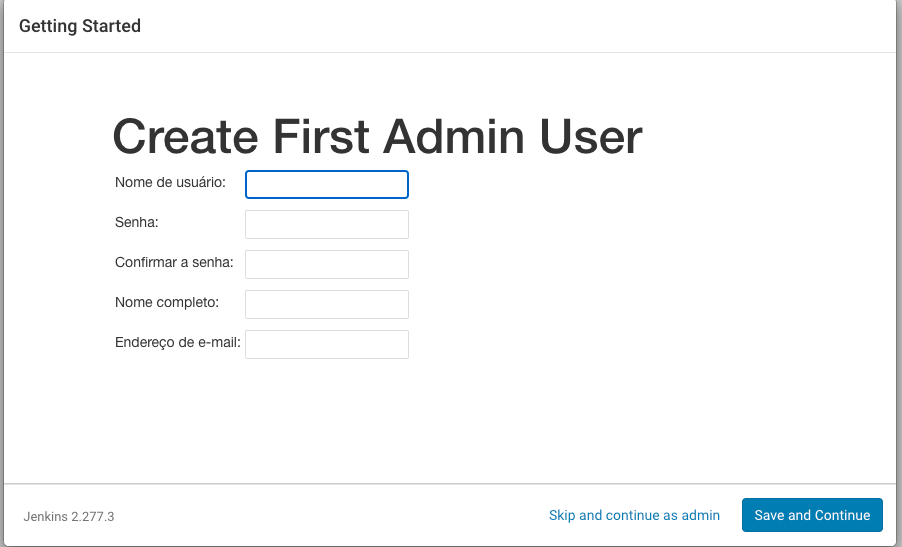 Getting Started
Create First Admin User
Nome de usuário:
Senha:
Confirmar a senha:
Nome completo:
Endereço de e-mail:
Jenkins 2.277.3
Skip and continue as admin
Save and Continue